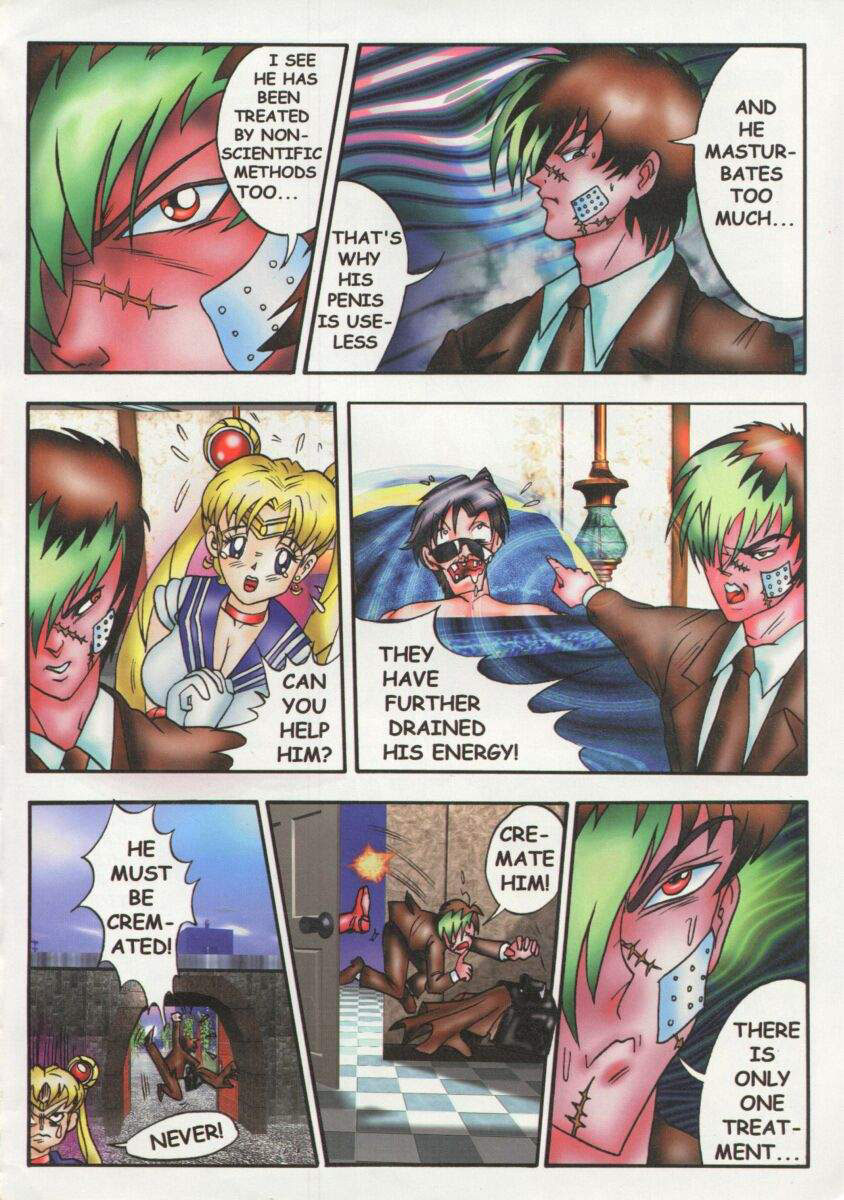 AND
HE
MASTUR-
BATES
TOO
MUCH...
THAT'S
WHY
HIS
PENIS
IS USE-
LESS
I SEE
HE HAS
BEEN
TREATED
BY NON-
SCIENTIFIC
METHODS
TOO...
THEY
HAVE
FURTHER
DRAINED
HIS ENERGY!
CAN
YOU
HELP
HIM?
THERE
IS
ONLY
ONE
TREAT-
MENT...
CRE-
MATE
HIM!
HE
MUST
BE
CREM-
ATED!
NEVER!